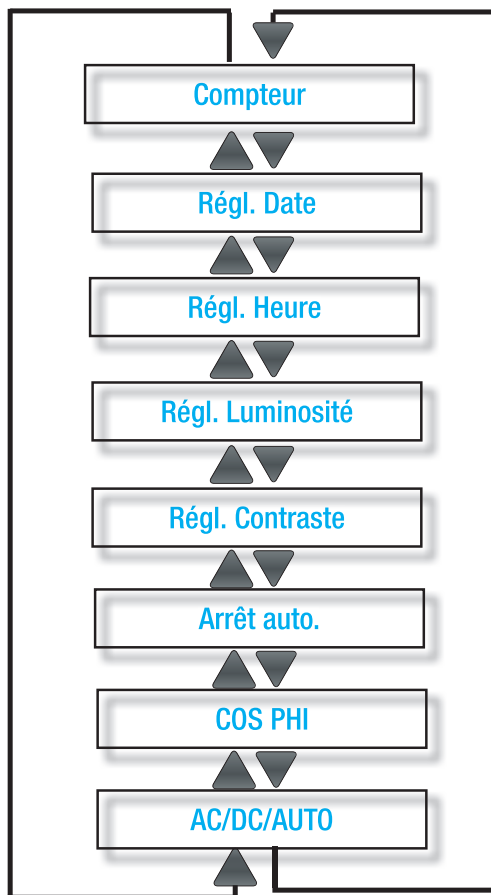 Compteur
Régl. Date
Régl. Heure
Régl. Luminosité
Régl. Contraste
Arrêt auto.
COS PHI
AC/DC/AUTO